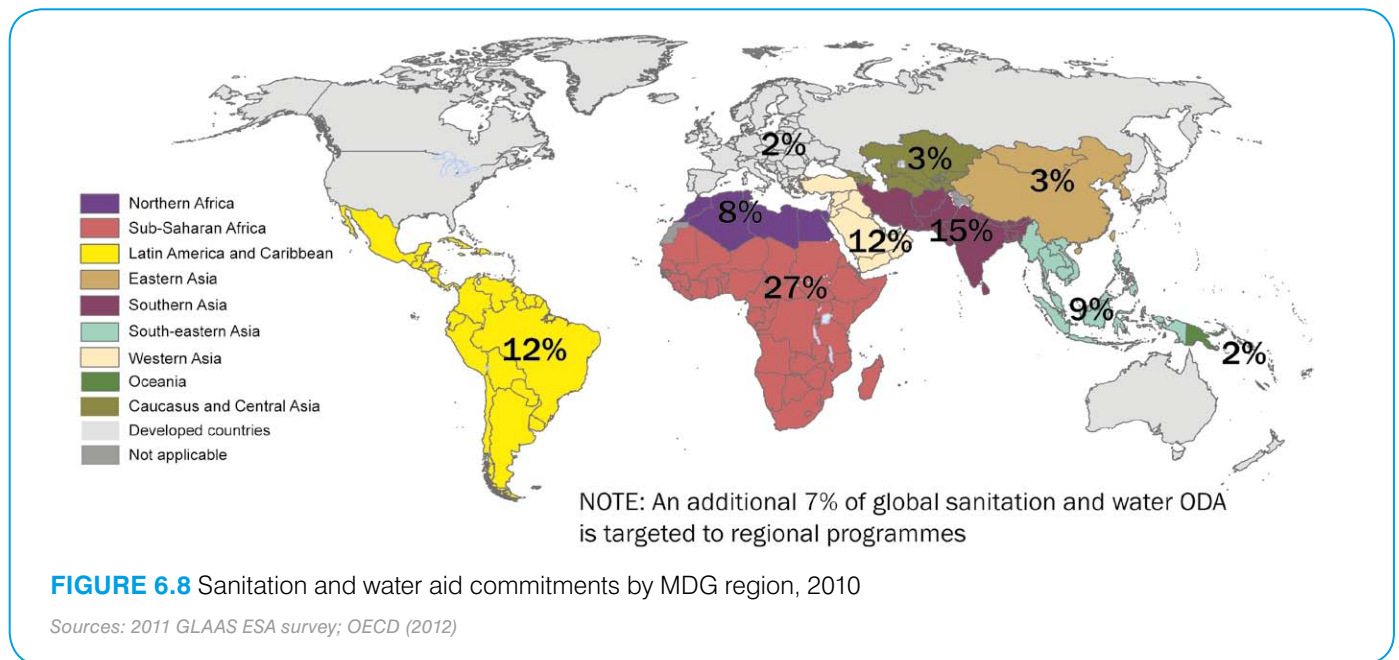 2%
3%
3%
8%
15%
12%
27%
9%
12%
2%
Northern Africa
Sub-Saharan Africa
Latin America and Caribbean
Eastern Asia
Southern Asia
South-eastern Asia
Western Asia
Oceania
Caucasus and Central Asia
Developed countries
Not applicable
NOTE: An additional 7% of global sanitation and water ODA
is targeted to regional programmes
FIGURE 6.8 Sanitation and water aid commitments by MDG region, 2010
Sources: 2011 GLAAS ESA survey; OECD (2012)